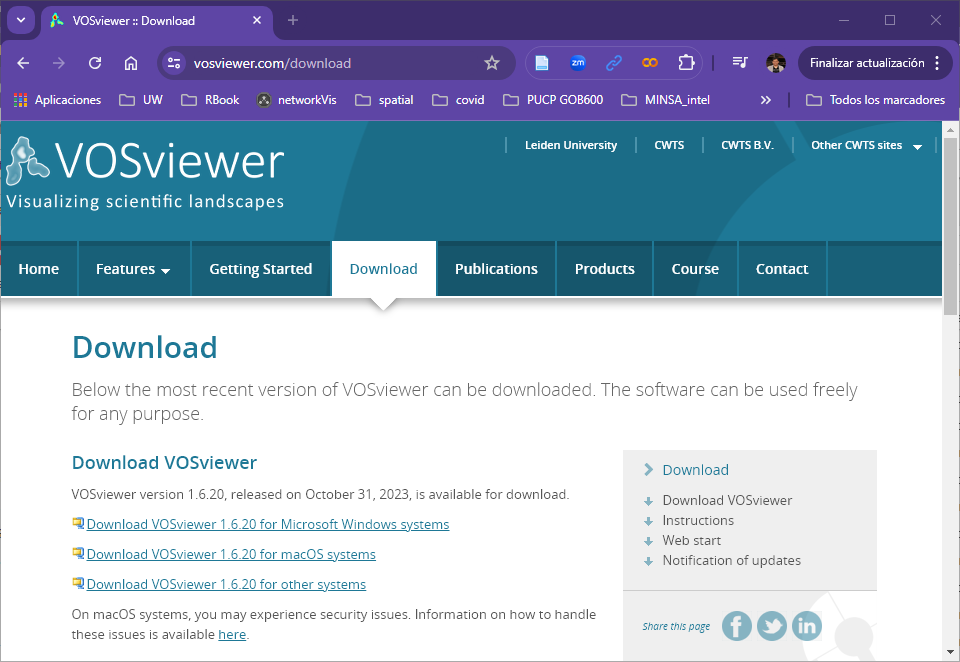 VOSviewer :: Download
vosviewer.com/download
zm
Finalizar actualización
Aplicaciones UW RBook networkVis spatial covid PUCP GOB600 MINSA_intel » Todos los marcadores
Leiden University CWTS CWTS B.V. Other CWTS sites
VOSviewer
Visualizing scientific landscapes
Home Features Getting Started Download Publications Products Course Contact
Download
Below the most recent version of VOSviewer can be downloaded. The software can be used freely
for any purpose.
Download VOSviewer
VOSviewer version 1.6.20, released on October 31, 2023, is available for download.
Download VOSviewer 1.6.20 for Microsoft Windows systems
Download VOSviewer 1.6.20 for macOS systems
Download VOSviewer 1.6.20 for other systems
On macOS systems, you may experience security issues. Information on how to handle
these issues is available here.
Download
Download VOSviewer
Instructions
Web start
Notification of updates
Share this page